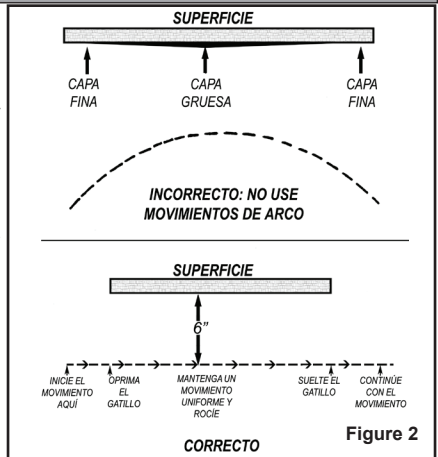 SUPERFICIE
CAPA FINA
CAPA GRUESA
CAPA FINA
INCORRECTO: NO USE
MOVIMIENTOS DE ARCO
SUPERFICIE
6”
INICIE EL
MOVIMIENTO
AQUÍ
OPRIMA
EL
GATILLO
MANTENGA UN
MOVIMIENTO
UNIFORME Y
ROCÍE
SUELTE EL
GATILLO
CONTINÚE
CON EL
MOVIMIENTO
CORRECTO
Figure 2